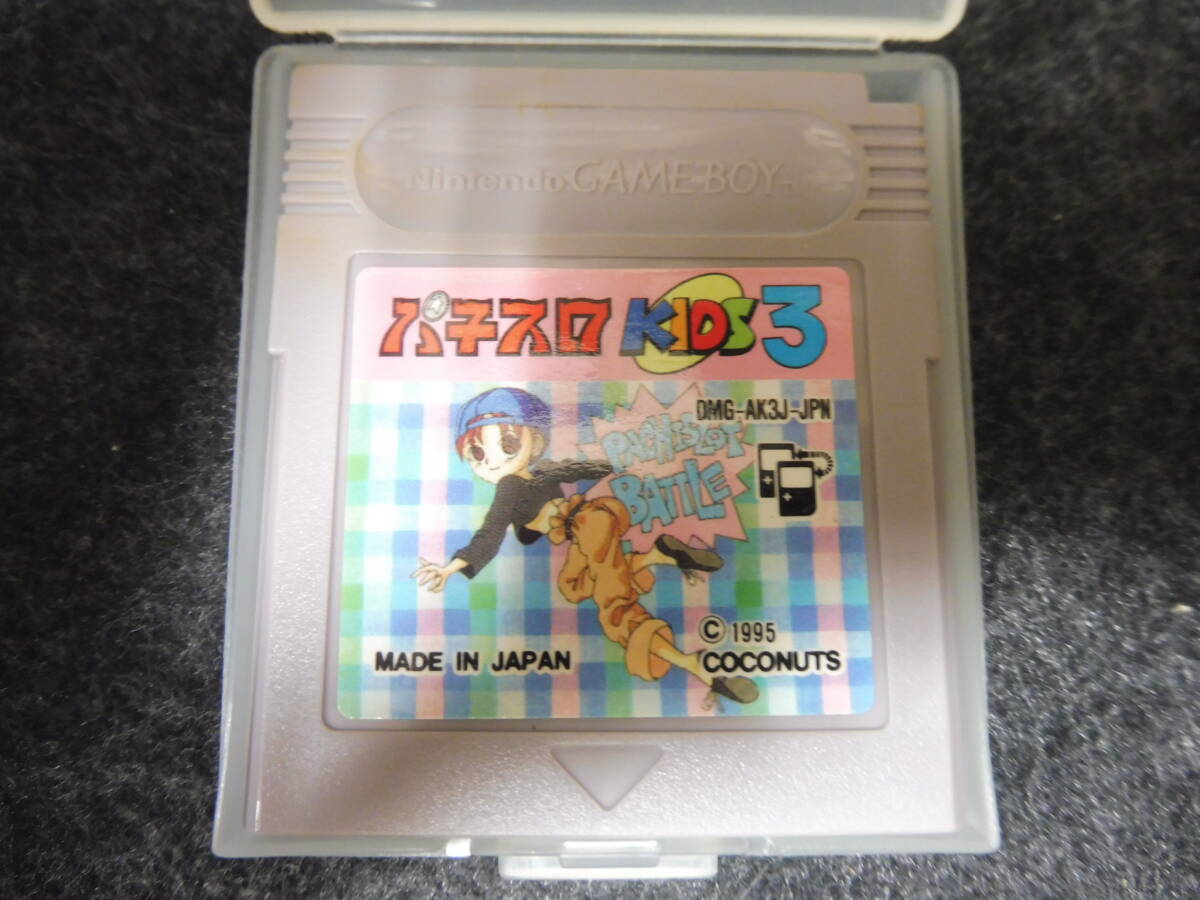 Nintendo GAME BOY TM
パチスロ KIDS 3
DMG-AK3J-JPN
PACHISLOT
BATTLE
© 1995
MADE IN JAPAN
COCONUTS